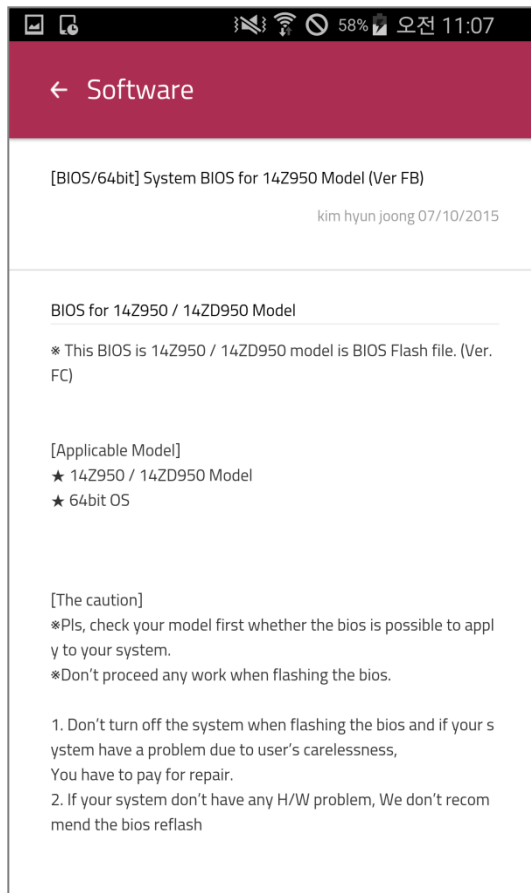 58% 오전 11:07
← Software
[BIOS/64bit] System BIOS for 14Z950 Model (Ver FB)
kim hyun joong 07/10/2015
BIOS for 14Z950 / 14ZD950 Model
※ This BIOS is 14Z950 / 14ZD950 model is BIOS Flash file. (Ver.
FC)
[Applicable Model]
★ 14Z950 / 14ZD950 Model
★ 64bit OS
[The caution]
※Pls, check your model first whether the bios is possible to appl
y to your system.
※Don’t proceed any work when flashing the bios.
1. Don’t turn off the system when flashing the bios and if your s
ystem have a problem due to user’s carelessness,
You have to pay for repair.
2. If your system don’t have any H/W problem, We don’t recom
mend the bios reflash